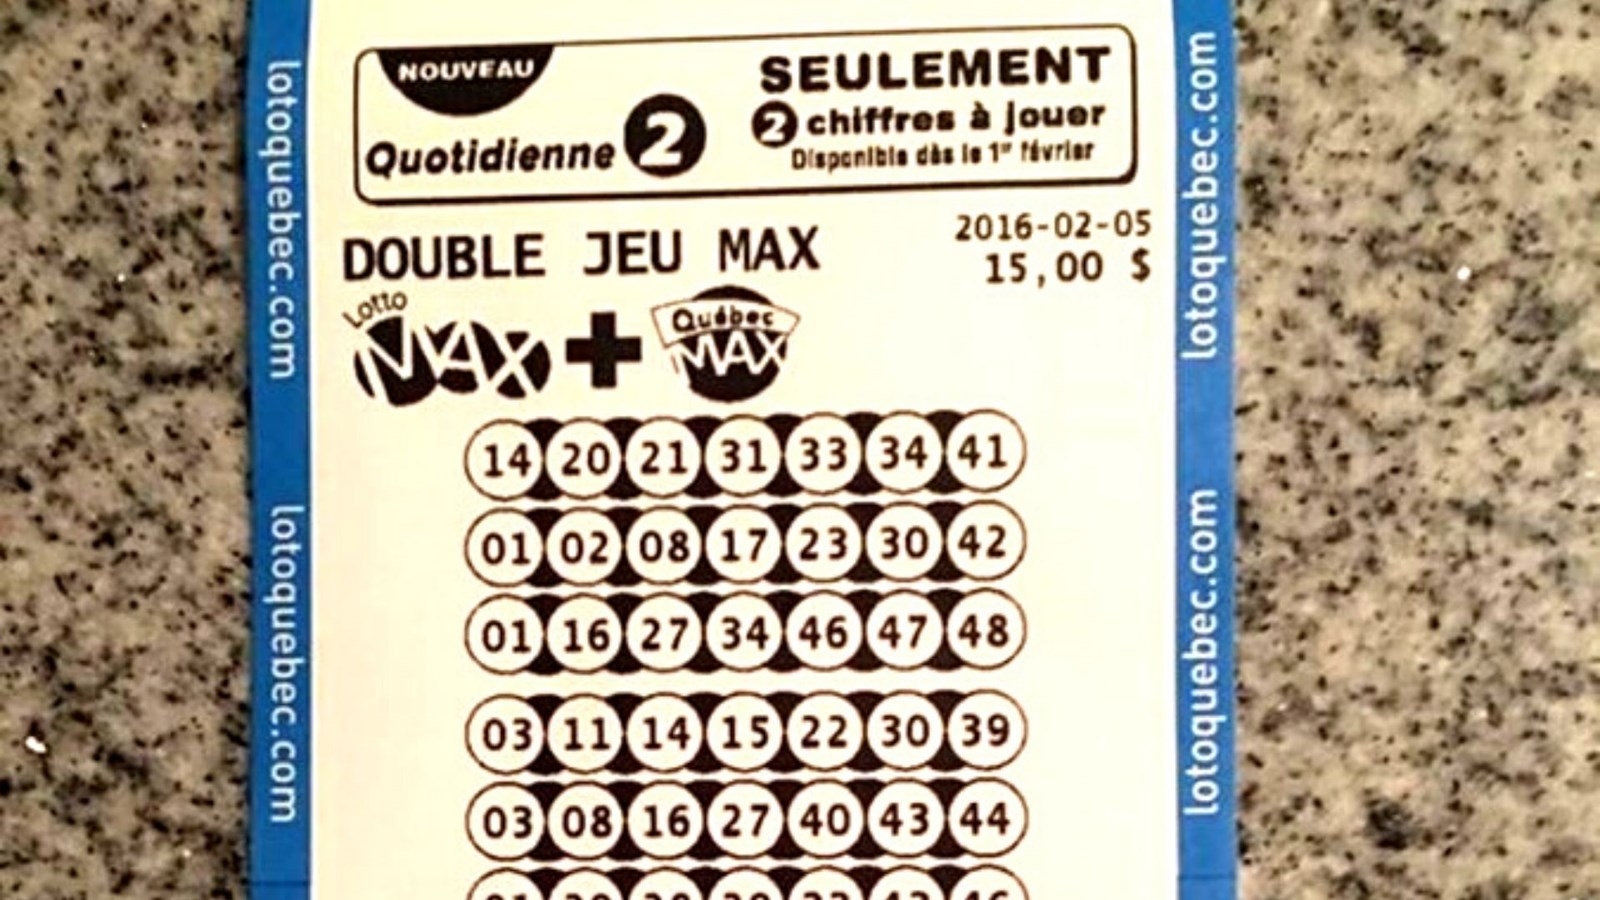 NOUVEAU
Quotidienne 2
SEULEMENT
2 chiffres à jouer
Disponible dès le 1er février
DOUBLE JEU MAX
2016-02-05
15,00 $
Lotto MAX + Québec MAX
14 20 21 31 33 34 41
01 02 08 17 23 30 42
01 16 27 34 46 47 48
03 11 14 15 22 30 39
03 08 16 27 40 43 44
lotoquebec.com
lotoquebec.com
lotoquebec.com
lotoquebec.com